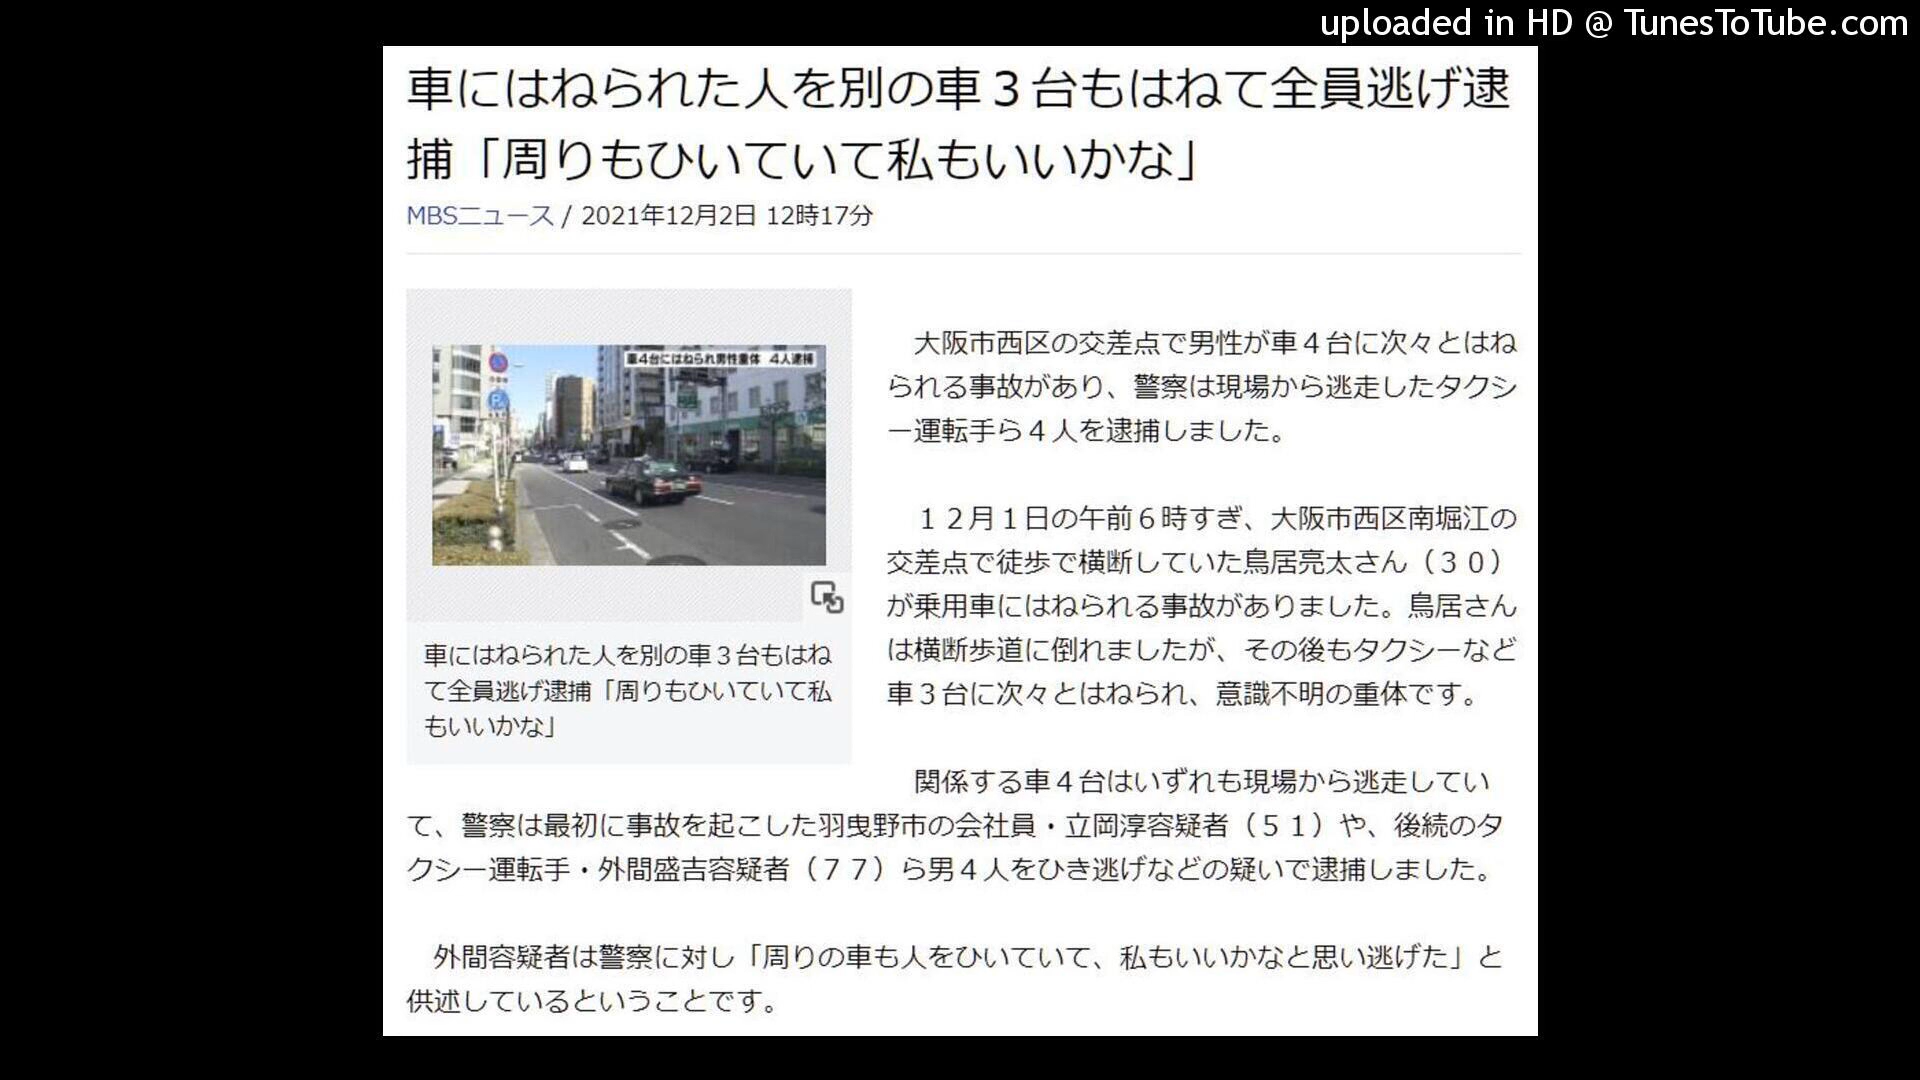 uploaded in HD @ TunesToTube.com
車にはねられた人を別の車３台もはねて全員逃げ逮
捕「周りもひいていて私もいいかな」
MBSニュース / 2021年12月2日 12時17分
車4台にはねられ男性重体 4人逮捕
P
車にはねられた人を別の車３台もはね
て全員逃げ逮捕「周りもひいていて私
もいいかな」
大阪市西区の交差点で男性が車４台に次々とはね
られる事故があり、警察は現場から逃走したタクシ
ー運転手ら４人を逮捕しました。
１２月１日の午前６時すぎ、大阪市西区南堀江の
交差点で徒歩で横断していた鳥居亮太さん（３０）
が乗用車にはねられる事故がありました。鳥居さん
は横断歩道に倒れましたが、その後もタクシーなど
車３台に次々とはねられ、意識不明の重体です。
関係する車４台はいずれも現場から逃走してい
て、警察は最初に事故を起こした羽曳野市の会社員・立岡淳容疑者（５１）や、後続のタ
クシー運転手・外間盛吉容疑者（７７）ら男４人をひき逃げなどの疑いで逮捕しました。
外間容疑者は警察に対し「周りの車も人をひいていて、私もいいかなと思い逃げた」と
供述しているということです。